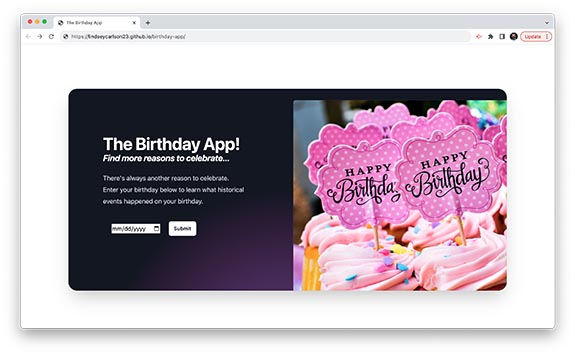 The Birthday App
https://lindseycarlson23.github.io/birthday-app/
Update
The Birthday App!
Find more reasons to celebrate...
There's always another reason to celebrate.
Enter your birthday below to learn what historical
events happened on your birthday.
mm/dd/yyyy
Submit
HAPPY
Birthday
HAPPY
Birthday